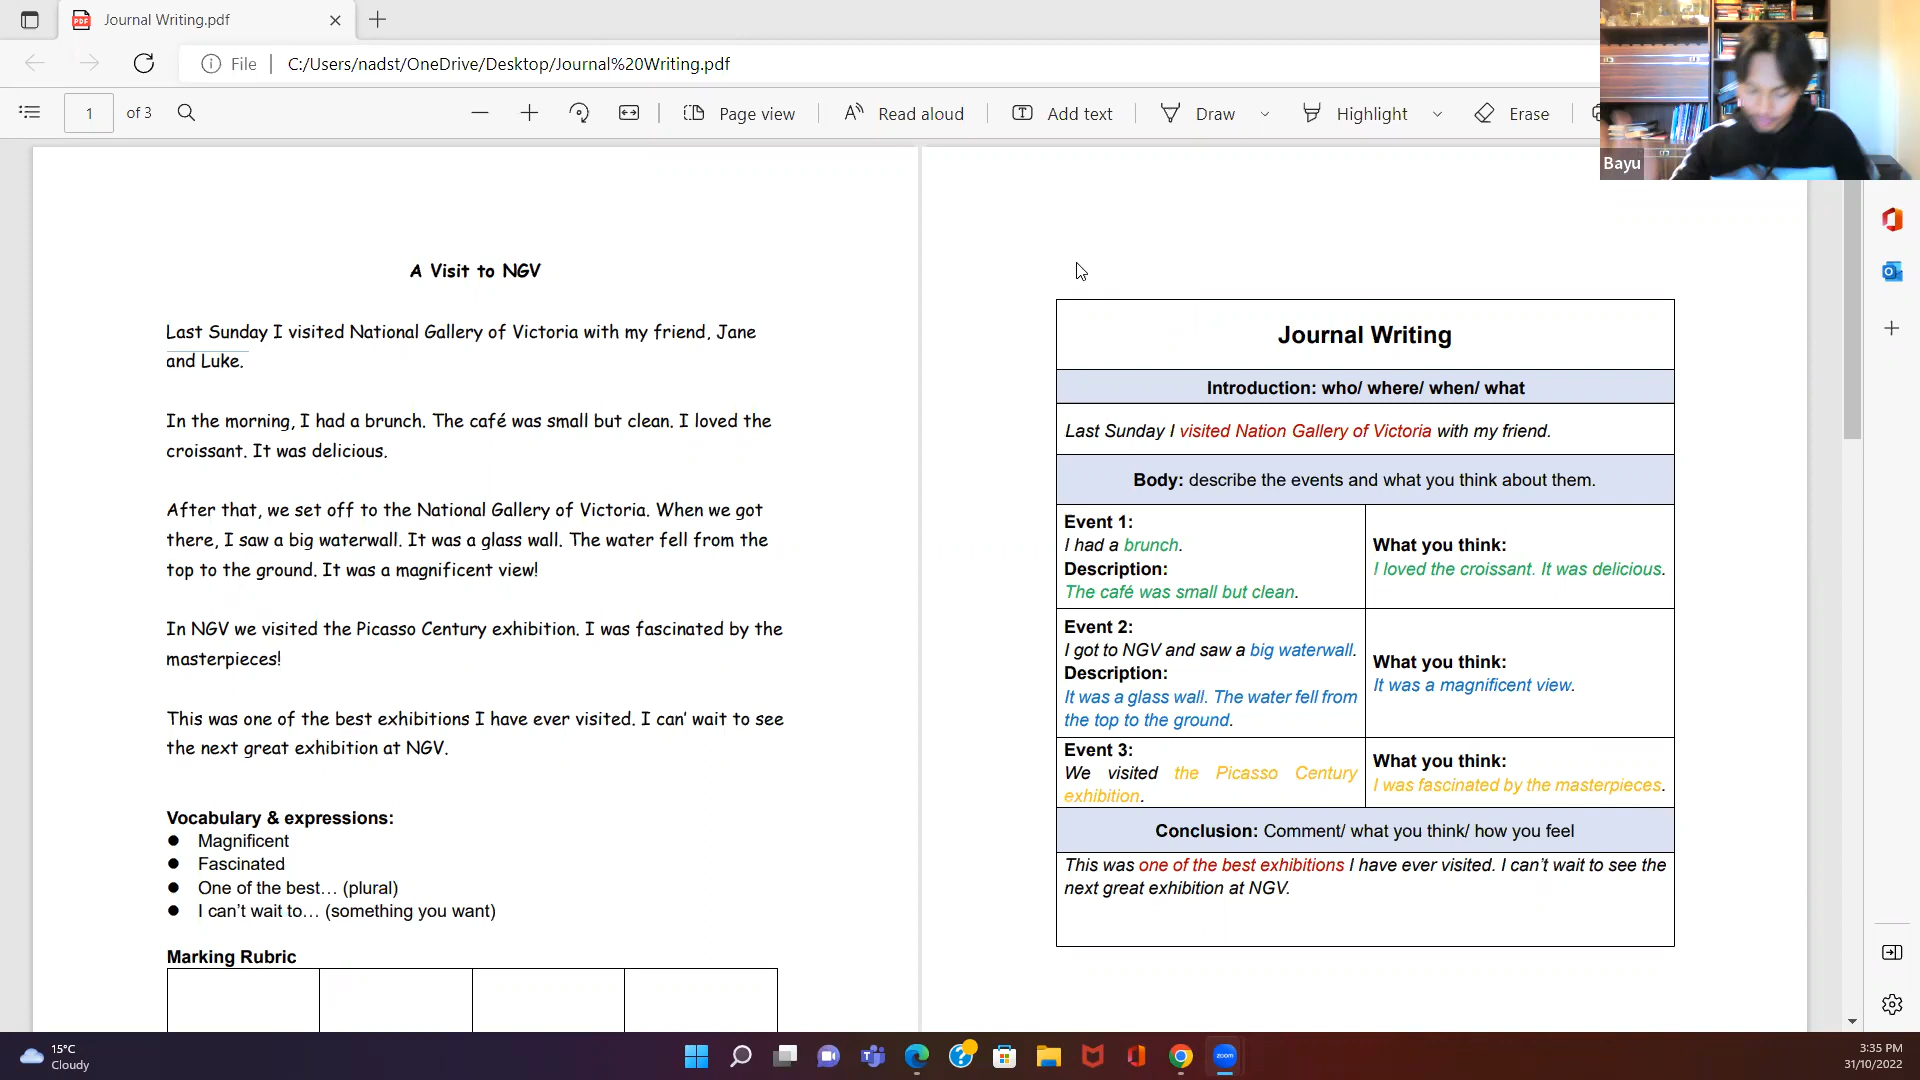 Journal Writing.pdf
File
C:/Users/nadst/OneDrive/Desktop/Journal%20Writing.pdf
1 of 3
Page view
Read aloud
Add text
Draw
Highlight
Erase
Bayu
A Visit to NGV
Last Sunday I visited National Gallery of Victoria with my friend, Jane
and Luke.
In the morning, I had a brunch. The café was small but clean. I loved the
croissant. It was delicious.
After that, we set off to the National Gallery of Victoria. When we got
there, I saw a big waterwall. It was a glass wall. The water fell from the
top to the ground. It was a magnificent view!
In NGV we visited the Picasso Century exhibition. I was fascinated by the
masterpieces!
This was one of the best exhibitions I have ever visited. I can' wait to see
the next great exhibition at NGV.
Vocabulary & expressions:
● Magnificent
● Fascinated
● One of the best… (plural)
● I can't wait to… (something you want)
Marking Rubric
Journal Writing
Introduction: who/ where/ when/ what
Last Sunday I visited Nation Gallery of Victoria with my friend.
Body: describe the events and what you think about them.
Event 1:
I had a brunch.
Description:
The café was small but clean.
What you think:
I loved the croissant. It was delicious.
Event 2:
I got to NGV and saw a big waterwall.
Description:
It was a glass wall. The water fell from
the top to the ground.
What you think:
It was a magnificent view.
Event 3:
We visited the Picasso Century
exhibition.
What you think:
I was fascinated by the masterpieces.
Conclusion: Comment/ what you think/ how you feel
This was one of the best exhibitions I have ever visited. I can't wait to see the
next great exhibition at NGV.
15°C
Cloudy
zoom
3:35 PM
31/10/2022